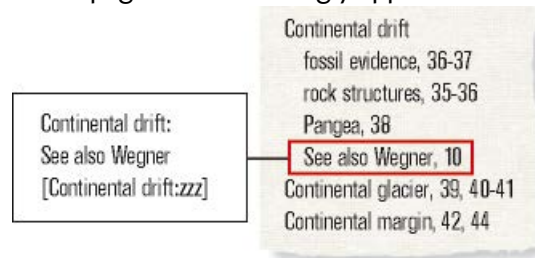 Continental drift:
See also Wegner
[Continental drift:zzz]
Continental drift
fossil evidence, 36-37
rock structures, 35-36
Pangea, 38
See also Wegner, 10
Continental glacier, 39, 40-41
Continental margin, 42, 44